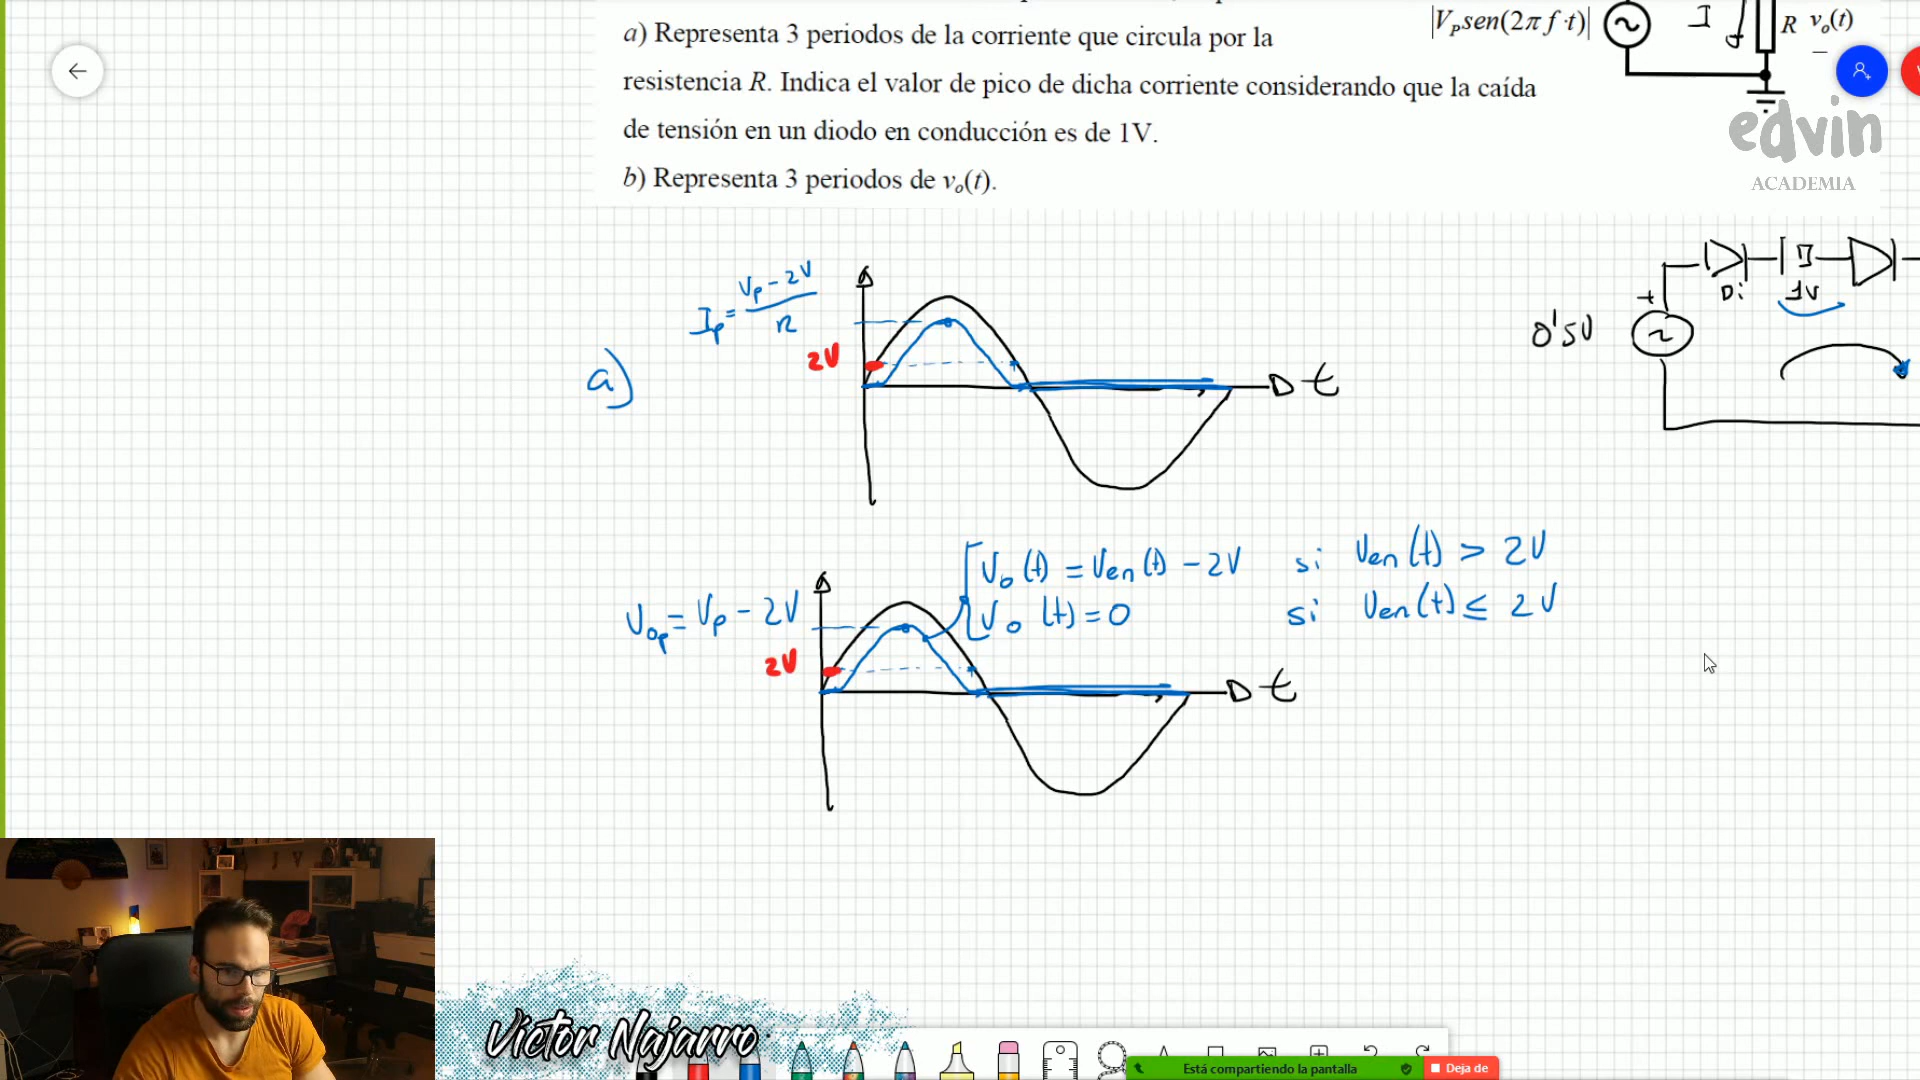 a) Representa 3 periodos de la corriente que circula por la
resistencia R. Indica el valor de pico de dicha corriente considerando que la caída
de tensión en un diodo en conducción es de 1V.
b) Representa 3 periodos de vₒ(t).
|Vₚsen(2π f·t)|
I
R vₒ(t)
−
edvin
ACADEMIA
a)
Iₚ = (Vₚ − 2V) / R
2V
t
+
0'5V
Di
1V
Vₒₚ = Vₚ − 2V
2V
Vₒ(t) = Ven(t) − 2V si Ven(t) > 2V
Vₒ(t) = 0 si Ven(t) ≤ 2V
t
Víctor Najarro
Está compartiendo la pantalla
Deja de